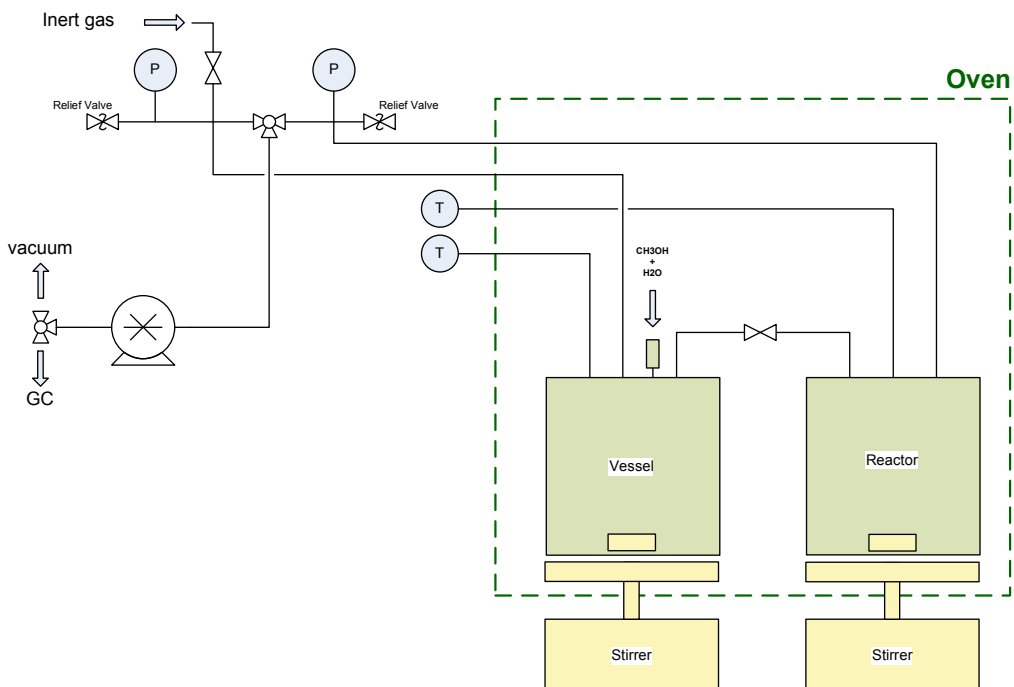 Inert gas
P
P
Oven
Relief Valve
Relief Valve
T
T
vacuum
CH3OH
+
H2O
GC
Vessel
Reactor
Stirrer
Stirrer